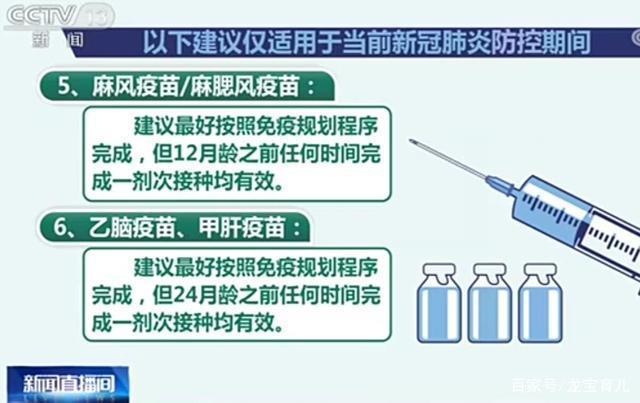 CCTV 13
新闻
以下建议仅适用于当前新冠肺炎防控期间
5、麻风疫苗/麻腮风疫苗：
建议最好按照免疫规划程序
完成，但12月龄之前任何时间完
成一剂次接种均有效。
6、乙脑疫苗、甲肝疫苗：
建议最好按照免疫规划程序
完成，但24月龄之前任何时间完
成一剂次接种均有效。
新闻直播间
百家号/龙宝育儿